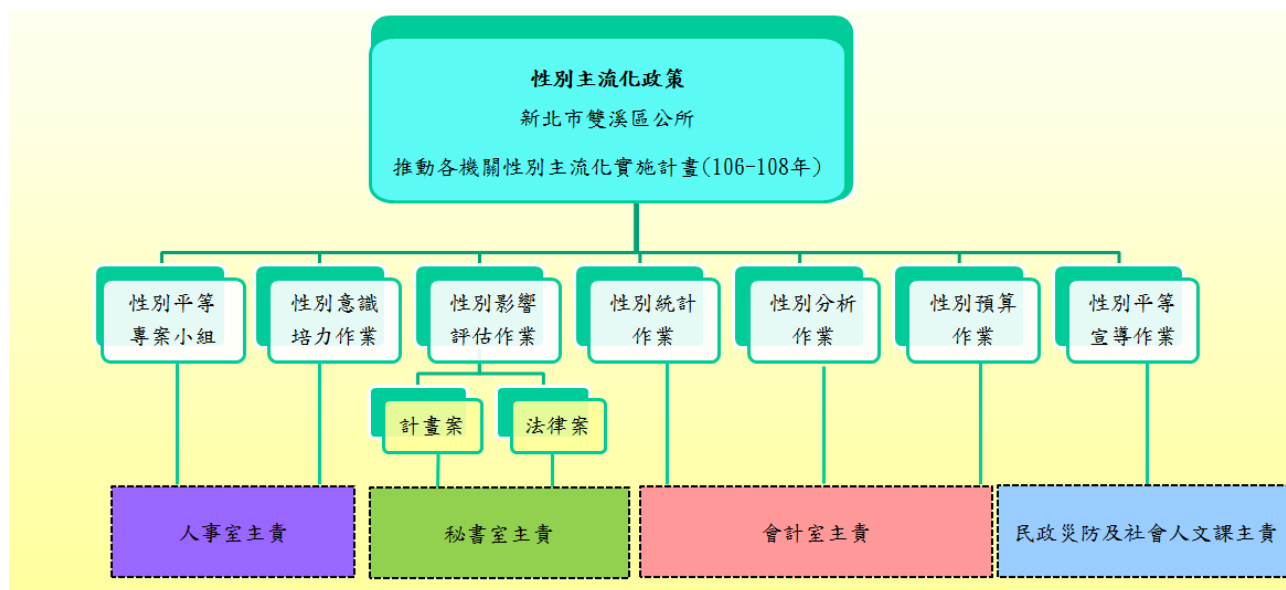 性別主流化政策
新北市雙溪區公所
推動各機關性別主流化實施計畫(106-108年)
性別平等
專案小組
性別意識
培力作業
性別影響
評估作業
性別統計
作業
性別分析
作業
性別預算
作業
性別平等
宣導作業
計畫案
法律案
人事室主責
秘書室主責
會計室主責
民政災防及社會人文課主責